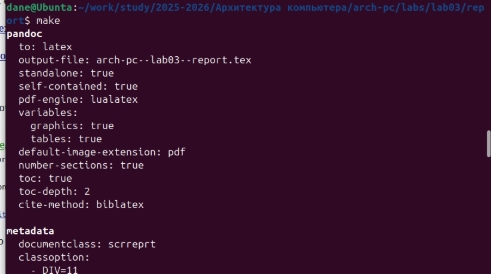 dane@Ubuntu:~/work/study/2025-2026/Архитектура компьютера/arch-pc/labs/lab03/rep
ort$ make
pandoc
  to: latex
  output-file: arch-pc--lab03--report.tex
  standalone: true
  self-contained: true
  pdf-engine: lualatex
  variables:
    graphics: true
    tables: true
  default-image-extension: pdf
  number-sections: true
  toc: true
  toc-depth: 2
  cite-method: biblatex

metadata
  documentclass: scrreprt
  classoption:
    - DIV=11